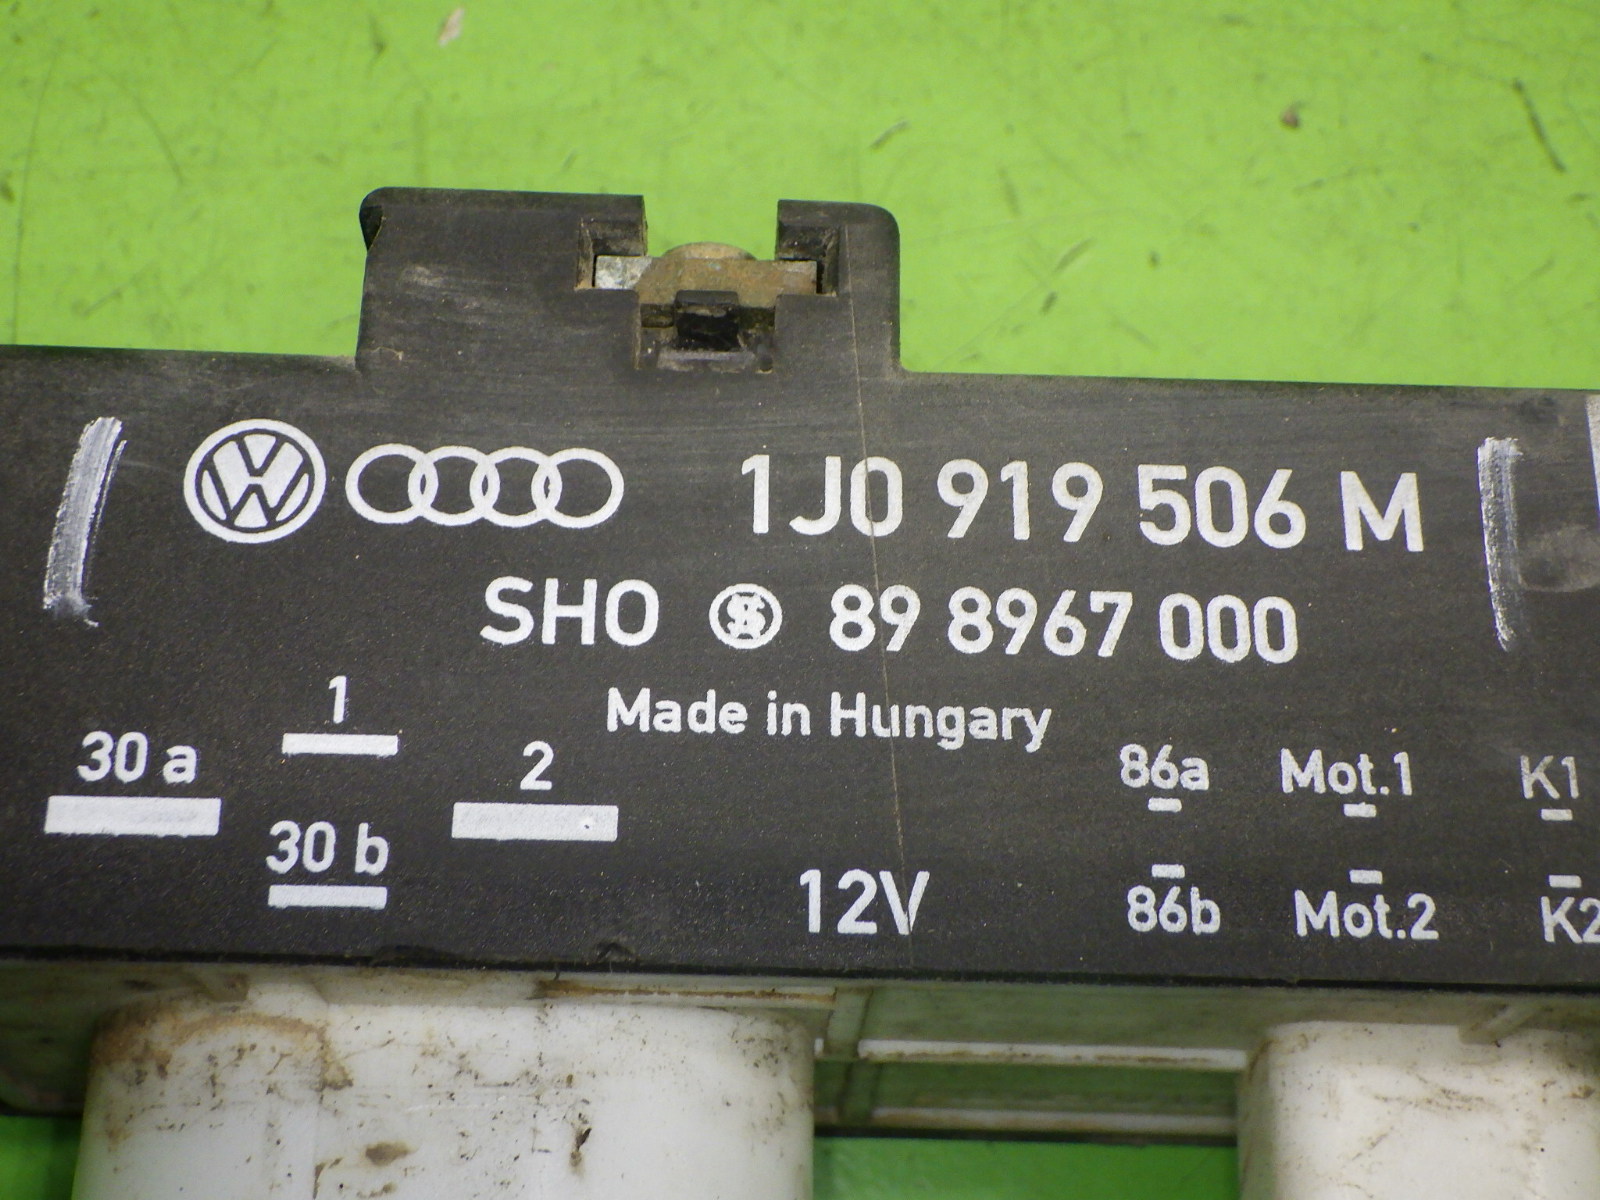 1J0 919 506 M
SHO 89 8967 000
Made in Hungary
1
30 a
2
30 b
12V
86a Mot.1 K1
86b Mot.2 K2